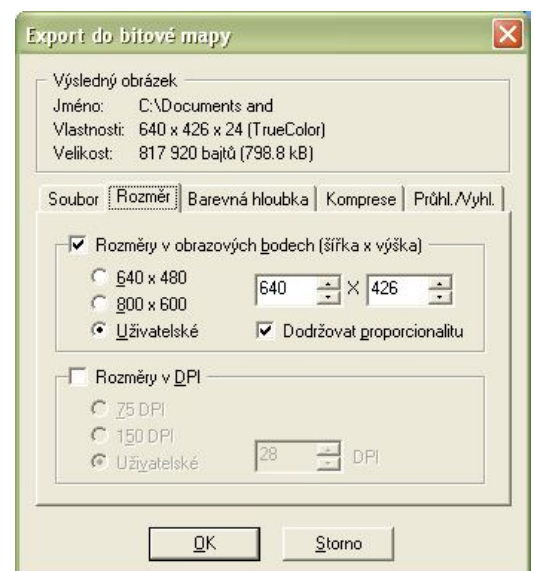 Export do bitové mapy
Výsledný obrázek
Jméno: C:\Documents and
Vlastnosti: 640 x 426 x 24 (TrueColor)
Velikost: 817 920 bajtů (798.8 kB)
Soubor Rozměr Barevná hloubka Komprese Průhl./Vyhl.
Rozměry v obrazových bodech (šířka x výška)
640 x 480
640 X 426
800 x 600
Uživatelské Dodržovat proporcionalitu
Rozměry v DPI
75 DPI
150 DPI
Uživatelské 28 DPI
OK Storno